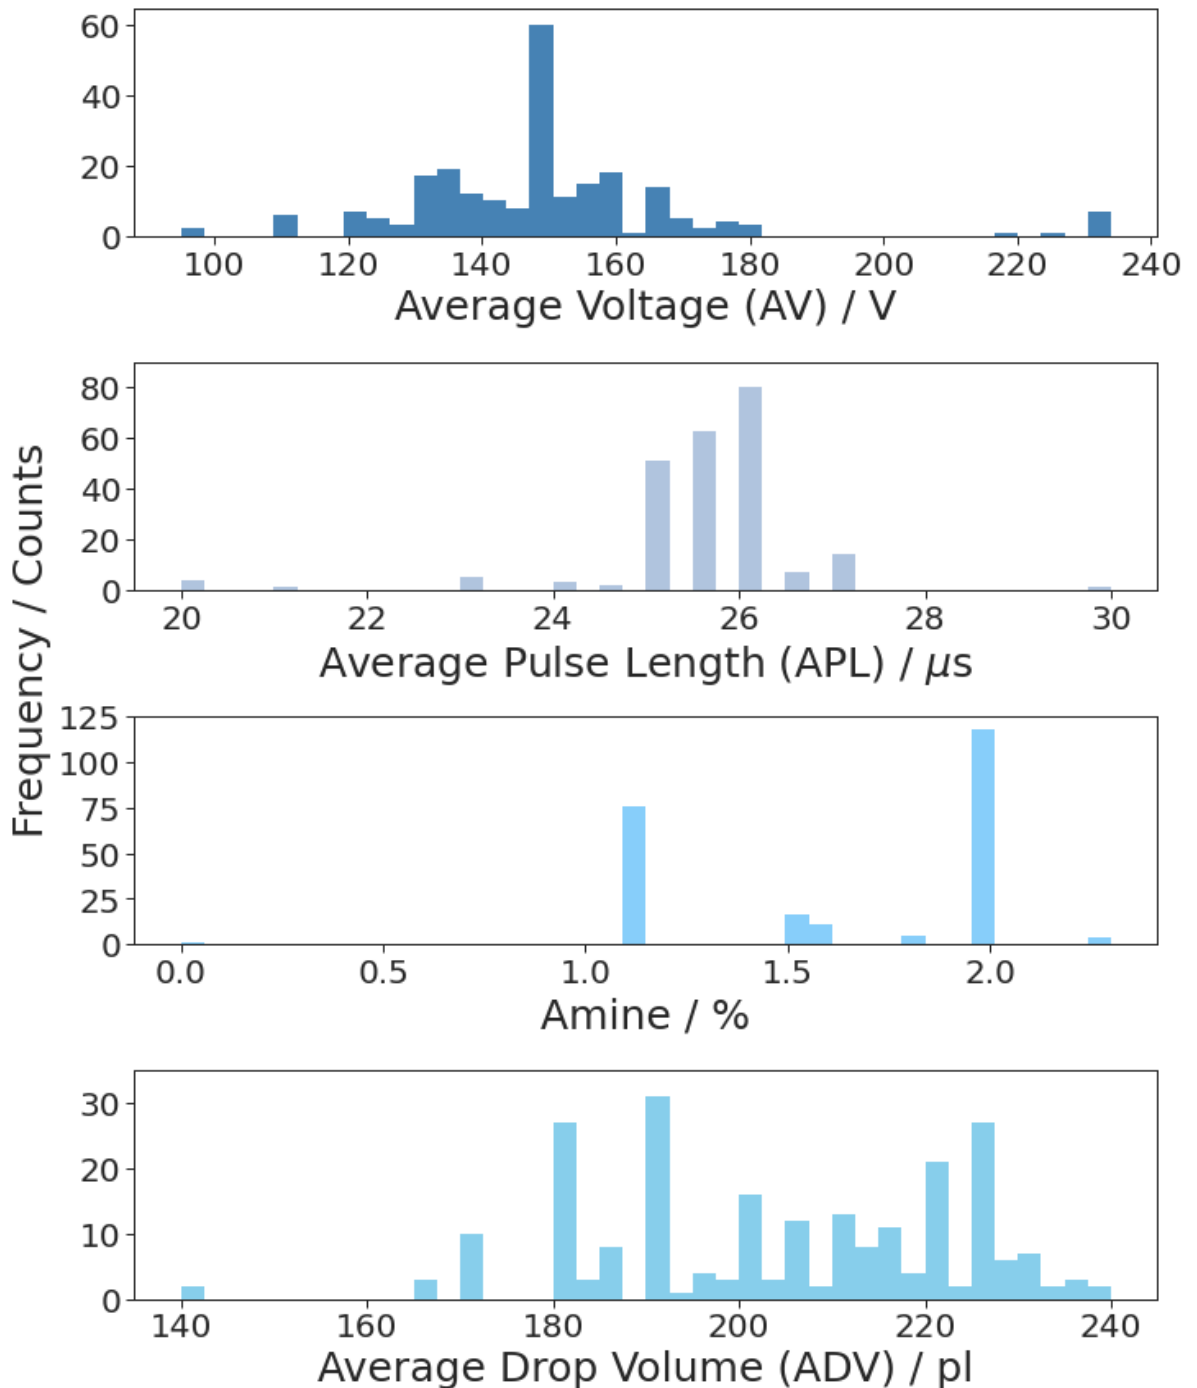 60
40
20
0
100 120 140 160 180 200 220 240
Average Voltage (AV) / V
80
60
40
20
0
20 22 24 26 28 30
Average Pulse Length (APL) / μs
Frequency / Counts
125
100
75
50
25
0
0.0 0.5 1.0 1.5 2.0
Amine / %
30
20
10
0
140 160 180 200 220 240
Average Drop Volume (ADV) / pl